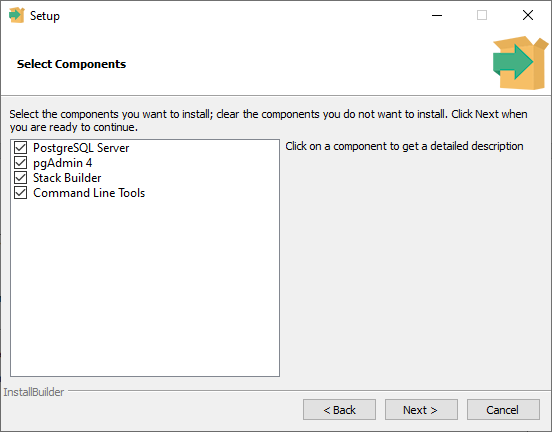 Setup
Select Components
Select the components you want to install; clear the components you do not want to install. Click Next when
you are ready to continue.
PostgreSQL Server
pgAdmin 4
Stack Builder
Command Line Tools
Click on a component to get a detailed description
InstallBuilder
< Back
Next >
Cancel